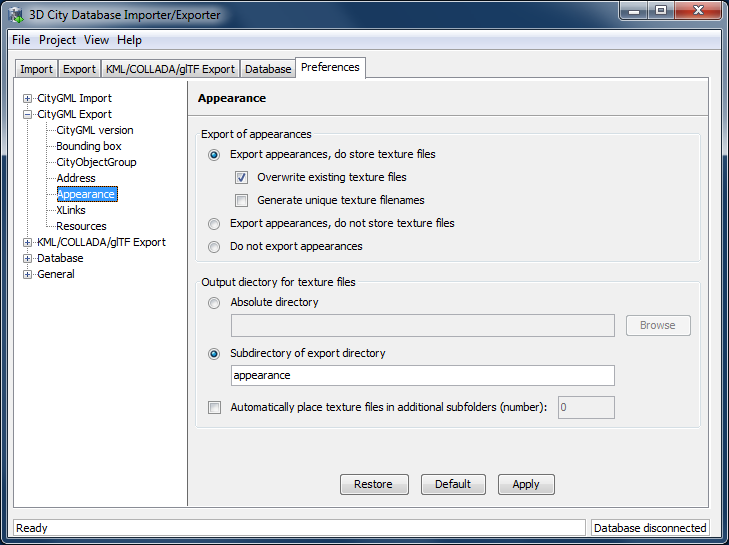 3D City Database Importer/Exporter
File Project View Help
Import Export KML/COLLADA/glTF Export Database Preferences
CityGML Import
CityGML Export
CityGML version
Bounding box
CityObjectGroup
Address
Appearance
XLinks
Resources
KML/COLLADA/glTF Export
Database
General
Appearance
Export of appearances
Export appearances, do store texture files
Overwrite existing texture files
Generate unique texture filenames
Export appearances, do not store texture files
Do not export appearances
Output diectory for texture files
Absolute directory
Browse
Subdirectory of export directory
appearance
Automatically place texture files in additional subfolders (number): 0
Restore Default Apply
Ready Database disconnected